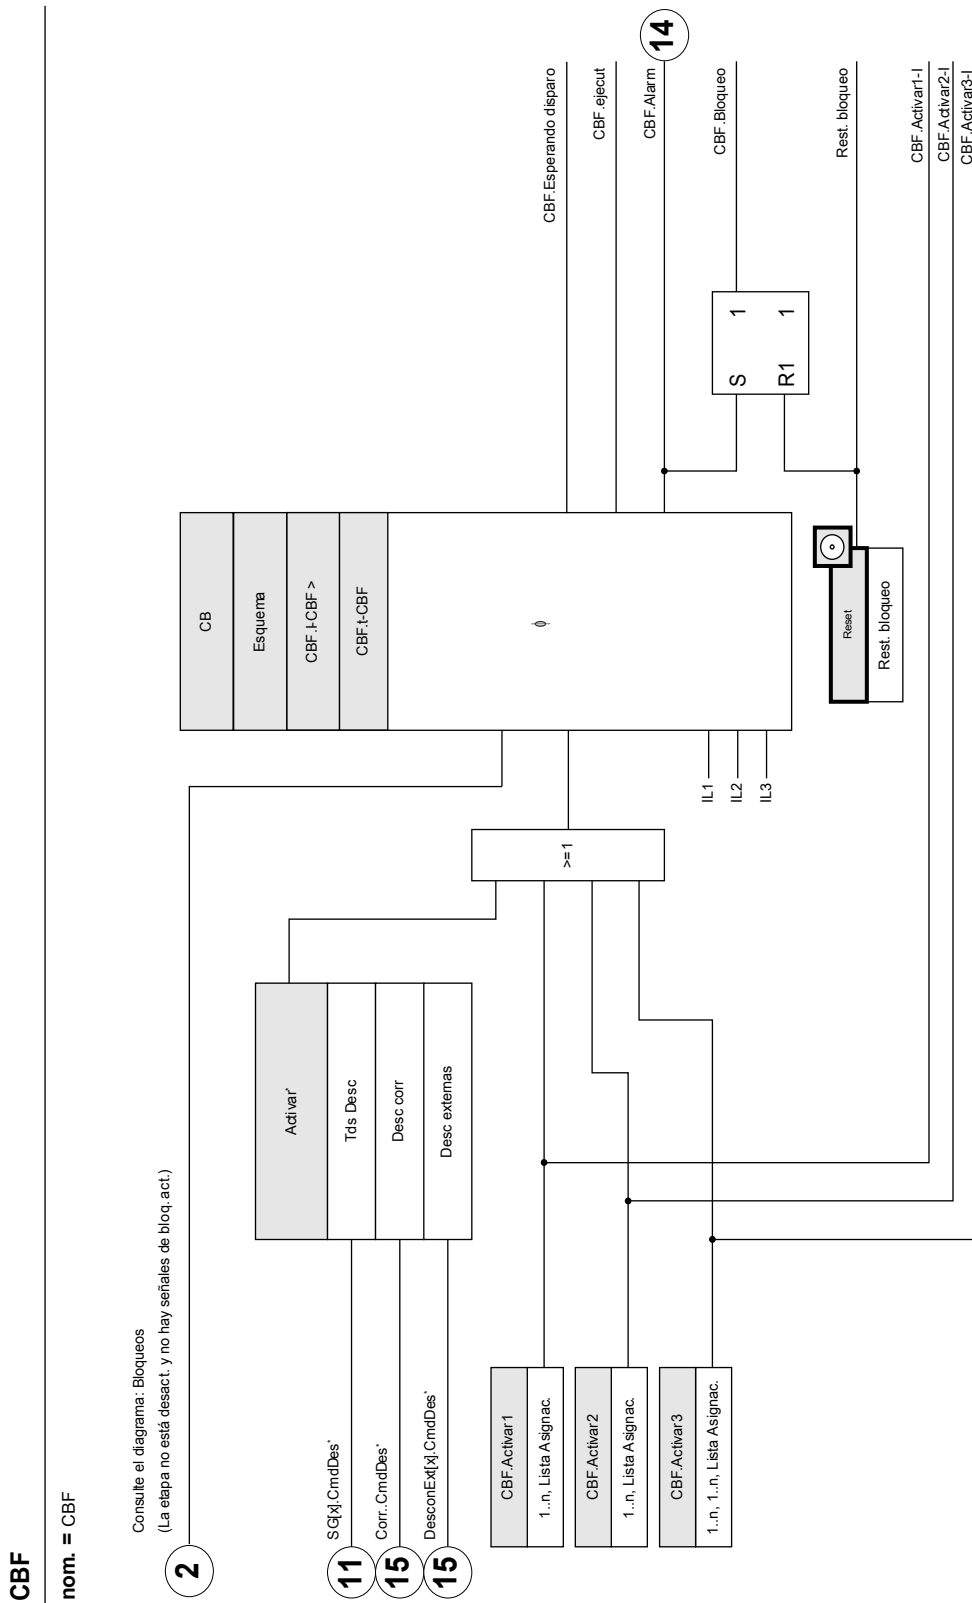 CBF
nom. = CBF
Consulte el diagrama: Bloqueos
(La etapa no está desact. y no hay señales de bloq. act.)
2
SG[x].CmdDes*
11
Corr..CmdDes*
15
DesconExt[x].CmdDes*
15
Activar*
Tds Desc
Desc corr
Desc externas
CBF.Activar1
1..n, Lista Asignac.
CBF.Activar2
1..n, Lista Asignac.
CBF.Activar3
1..n, 1..n, Lista Asignac.
>=1
IL1
IL2
IL3
CB
Esquema
CBF.I-CBF >
CBF.t-CBF
φ
Reset
Rest. bloqueo
S 1
R1 1
CBF.Esperando disparo
CBF.ejecut
CBF.Alarm
14
CBF.Bloqueo
Rest. bloqueo
CBF.Activar1-I
CBF.Activar2-I
CBF.Activar3-I